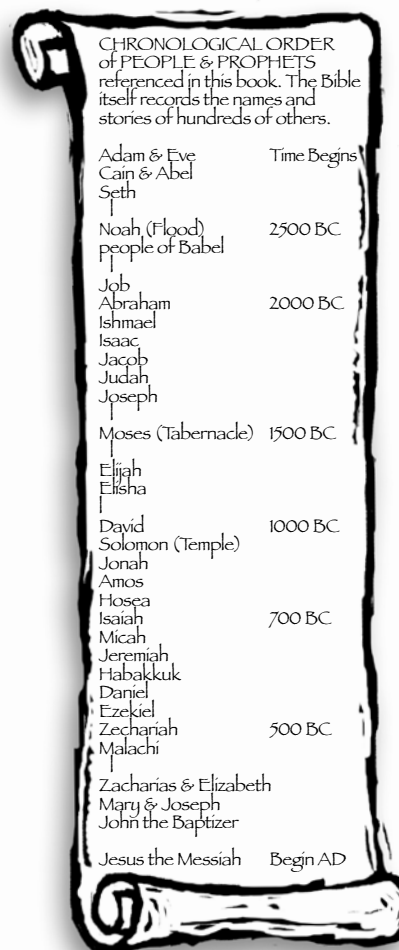 CHRONOLOGICAL ORDER
of PEOPLE & PROPHETS
referenced in this book. The Bible
itself records the names and
stories of hundreds of others.
Adam & Eve Time Begins
Cain & Abel
Seth
|
Noah (Flood) 2500 BC
people of Babel
|
Job
Abraham 2000 BC
Ishmael
Isaac
Jacob
Judah
Joseph
|
Moses (Tabernacle) 1500 BC
|
Elijah
Elisha
|
David 1000 BC
Solomon (Temple)
Jonah
Amos
Hosea
Isaiah 700 BC
Micah
Jeremiah
Habakkuk
Daniel
Ezekiel
Zechariah 500 BC
Malachi
|
Zacharias & Elizabeth
Mary & Joseph
John the Baptizer
Jesus the Messiah Begin AD